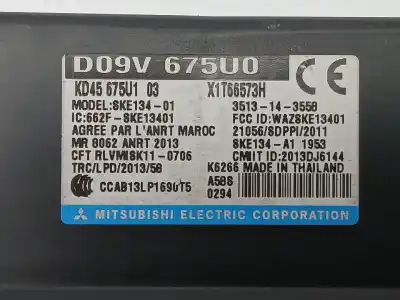 D09V 675U0
KD45 675U1 03 X1T66573H
MODEL:SKE134-01 3513-14-3558
IC:662F-SKE13401 FCC ID:WAZSKE13401
AGREE PAR L'ANRT MAROC 21056/SDPPI/2011
MR 8062 ANRT 2013 SKE134-A1 1953
CFT RLVMISK11-0706 CMIIT ID:2013DJ6144
TRC/LPD/2013/58 K6266 MADE IN THAILAND
CCAB13LP1690T5 A588
0294
MITSUBISHI ELECTRIC CORPORATION